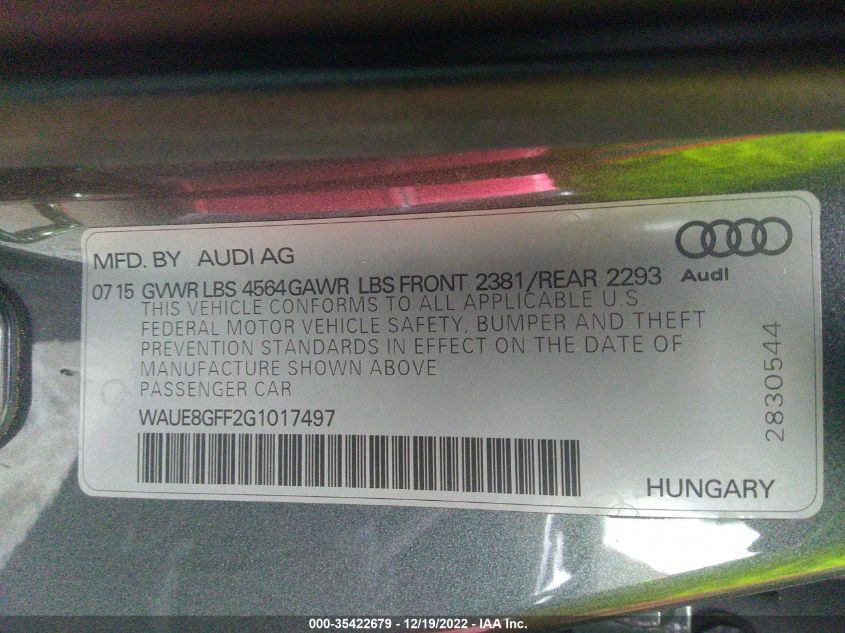 MFD. BY AUDI AG
Audi
07 15 GVWR LBS 4564 GAWR LBS FRONT 2381/REAR 2293
THIS VEHICLE CONFORMS TO ALL APPLICABLE U.S.
FEDERAL MOTOR VEHICLE SAFETY, BUMPER AND THEFT
PREVENTION STANDARDS IN EFFECT ON THE DATE OF
MANUFACTURE SHOWN ABOVE
PASSENGER CAR
WAUE8GFF2G1017497
2830544
HUNGARY
000-35422679 - 12/19/2022 - IAA Inc.